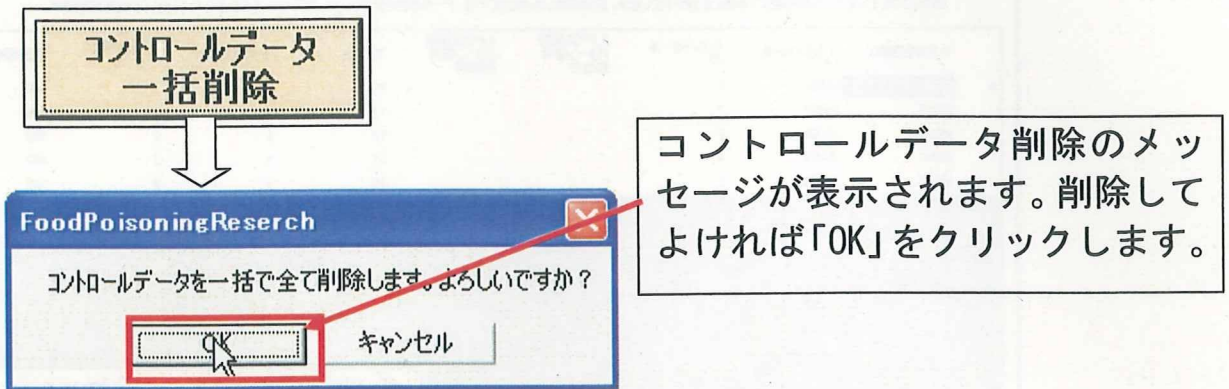 コントロールデータ
一括削除
コントロールデータ削除のメッ
セージが表示されます。削除して
よければ「OK」をクリックします。
FoodPoisoningReserch
コントロールデータを一括で全て削除します。よろしいですか？
OK
キャンセル